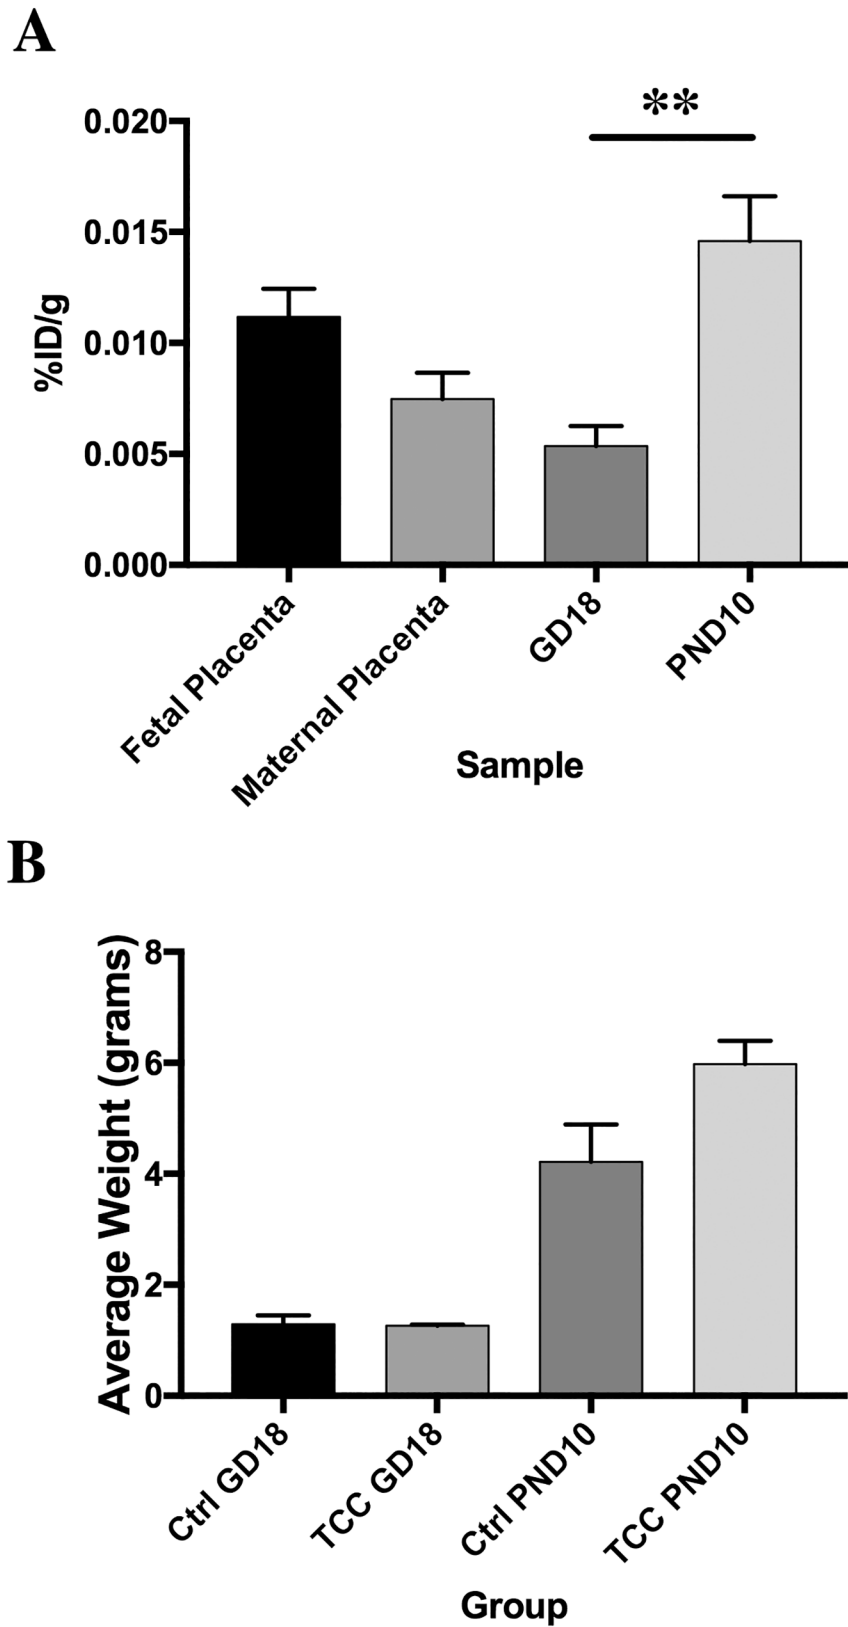 A
**
0.020
0.015
0.010
0.005
0.000
%ID/g
Fetal Placenta
Maternal Placenta
GD18
PND10
Sample
B
8
6
4
2
0
Average Weight (grams)
Ctrl GD18
TCC GD18
Ctrl PND10
TCC PND10
Group